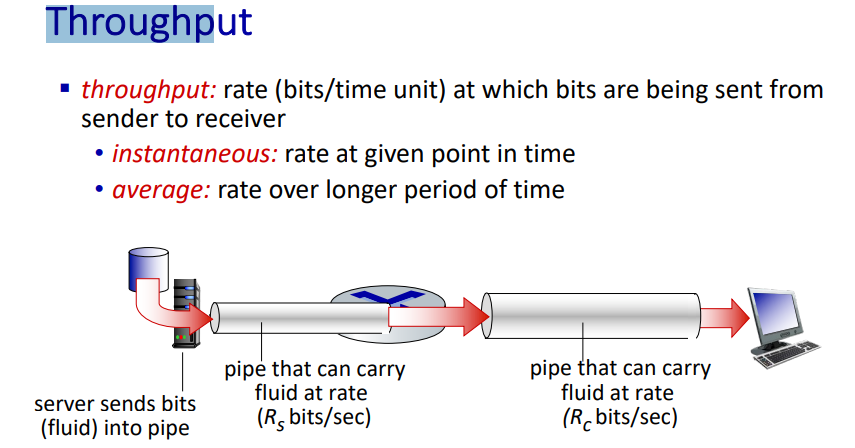 Throughput
▪ throughput: rate (bits/time unit) at which bits are being sent from
sender to receiver
• instantaneous: rate at given point in time
• average: rate over longer period of time
server sends bits
(fluid) into pipe
pipe that can carry
fluid at rate
(Rs bits/sec)
pipe that can carry
fluid at rate
(Rc bits/sec)